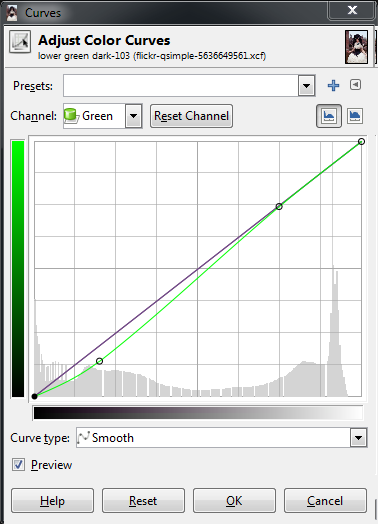 Curves
Adjust Color Curves
lower green dark-103 (flickr-qsimple-5636649561.xcf)
Presets:
Channel: Green Reset Channel
Curve type: Smooth
Preview
Help Reset OK Cancel